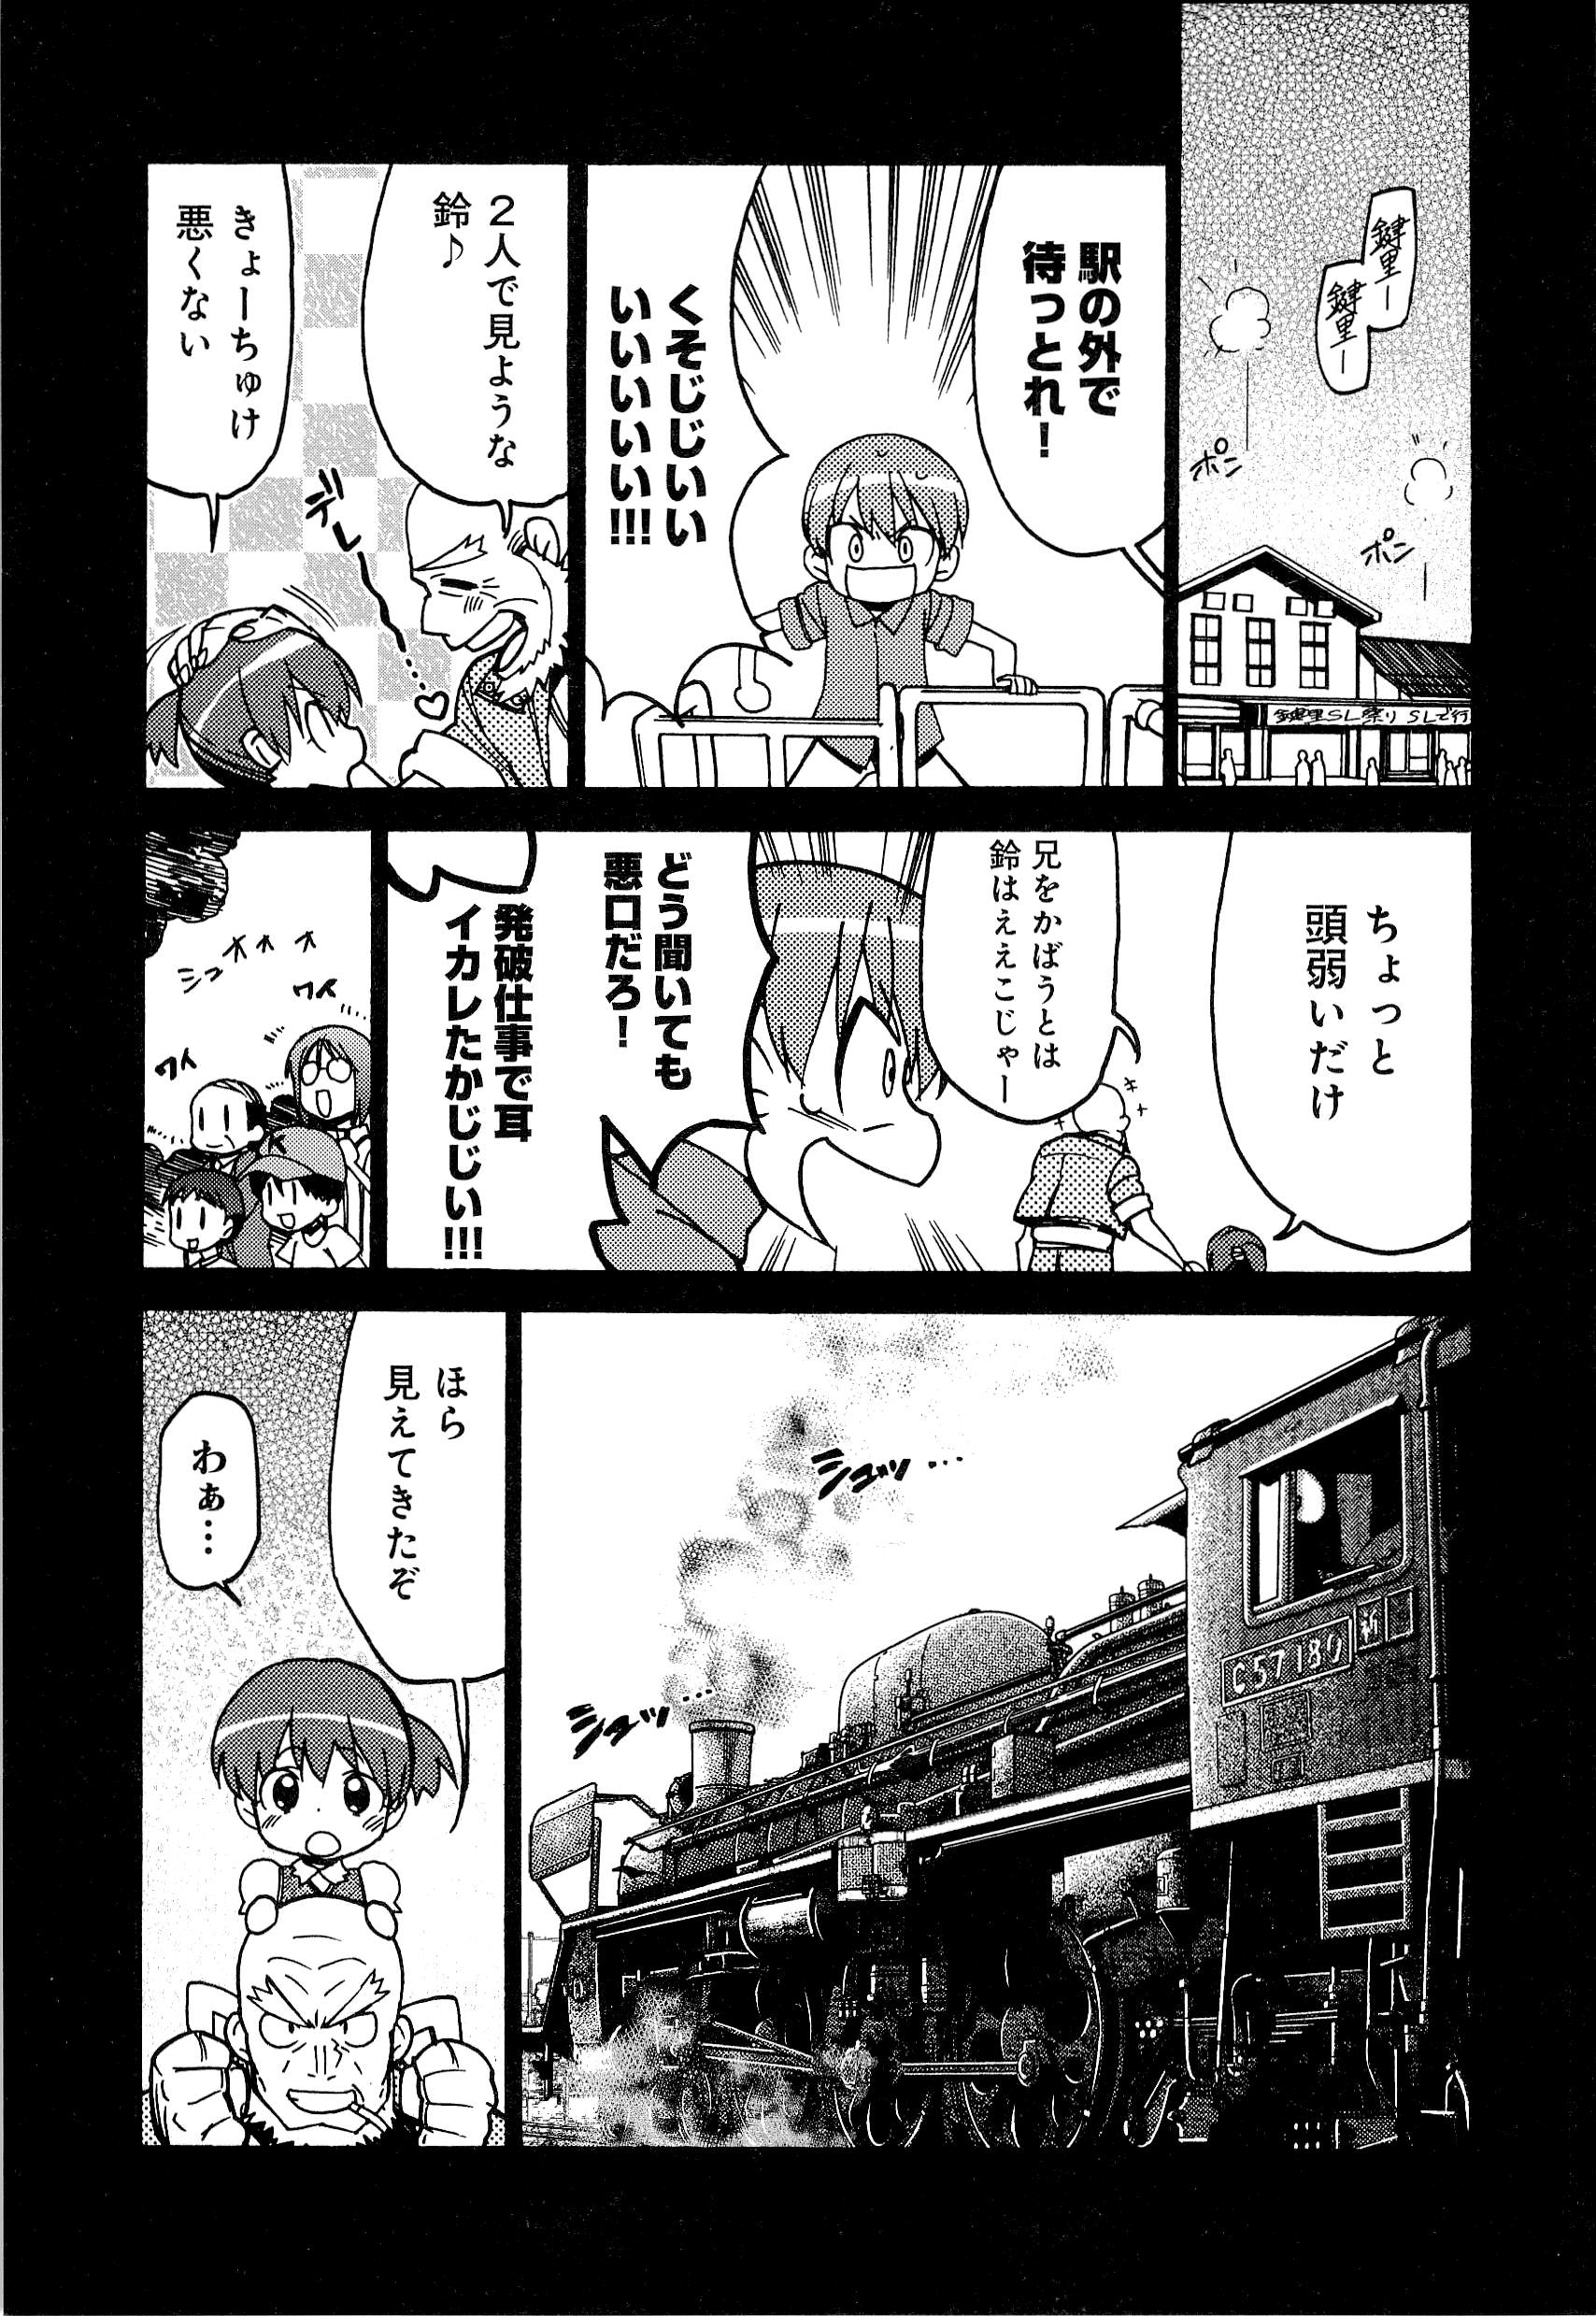 鍵里ー
鍵里ー
ポン
ポン
鍵里SL祭り SLで行
駅の外で
待っとれ！
くそじじいい
いいいいい!!!
2人で見ような
鈴♪
デレ
きょーちゅけ
悪くない
ちょっと
頭弱いだけ
兄をかばうとは
鈴はええこじゃー
どう聞いても
悪口だろ！
発破仕事で耳
イカレたかじじい!!!
シュオォォ
ワイ
ワイ
K
シュッ…
シュッ…
C57180
新
ほら
見えてきたぞ
わぁ…